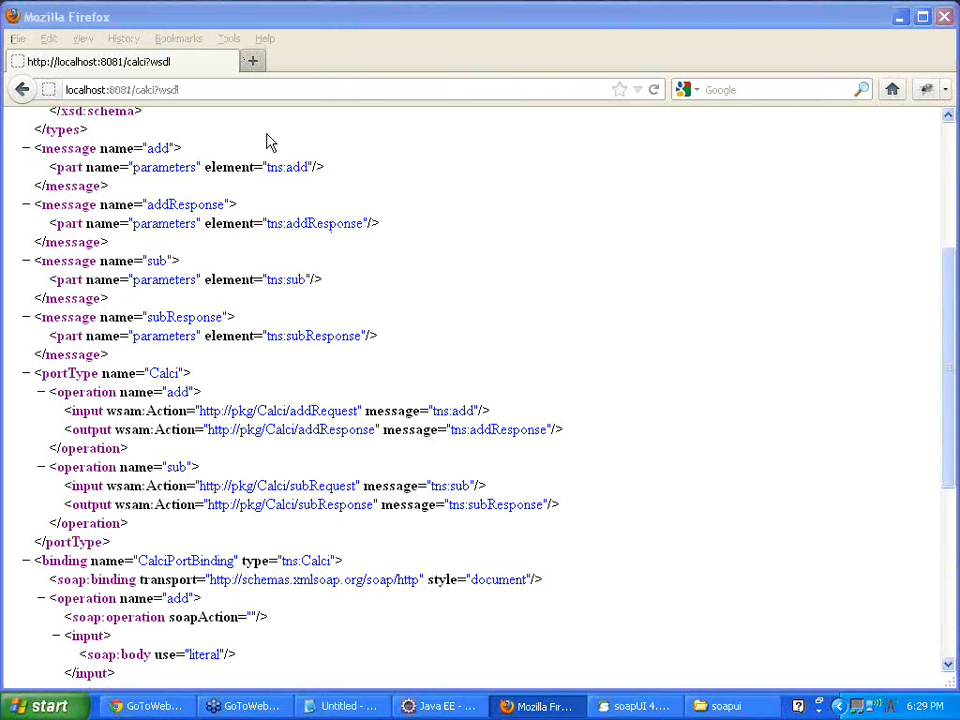 Mozilla Firefox
File Edit View History Bookmarks Tools Help
http://localhost:8081/calci?wsdl
localhost:8081/calci?wsdl
Google
</xsd:schema>
</types>
− <message name="add">
<part name="parameters" element="tns:add"/>
</message>
− <message name="addResponse">
<part name="parameters" element="tns:addResponse"/>
</message>
− <message name="sub">
<part name="parameters" element="tns:sub"/>
</message>
− <message name="subResponse">
<part name="parameters" element="tns:subResponse"/>
</message>
− <portType name="Calci">
− <operation name="add">
<input wsam:Action="http://pkg/Calci/addRequest" message="tns:add"/>
<output wsam:Action="http://pkg/Calci/addResponse" message="tns:addResponse"/>
</operation>
− <operation name="sub">
<input wsam:Action="http://pkg/Calci/subRequest" message="tns:sub"/>
<output wsam:Action="http://pkg/Calci/subResponse" message="tns:subResponse"/>
</operation>
</portType>
− <binding name="CalciPortBinding" type="tns:Calci">
<soap:binding transport="http://schemas.xmlsoap.org/soap/http" style="document"/>
− <operation name="add">
<soap:operation soapAction=""/>
− <input>
<soap:body use="literal"/>
</input>
start GoToWeb... GoToWeb... Untitled - ... Java EE - ... Mozilla Fir... soapUI 4.... soapui 6:29 PM